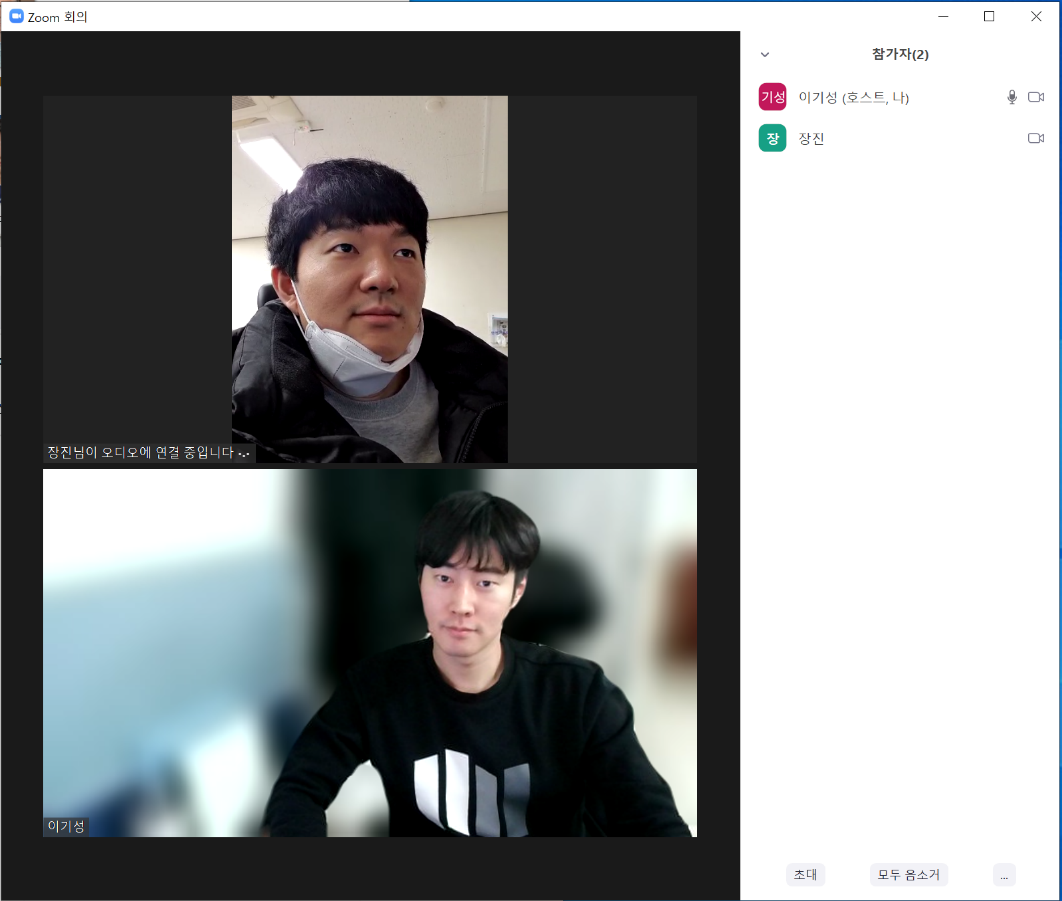 Zoom 회의
참가자(2)
기성 이기성 (호스트, 나)
장 장진
장진님이 오디오에 연결 중입니다 ...
이기성
초대 모두 음소거 ...